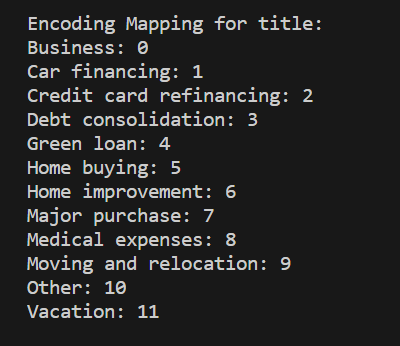 Encoding Mapping for title:
Business: 0
Car financing: 1
Credit card refinancing: 2
Debt consolidation: 3
Green loan: 4
Home buying: 5
Home improvement: 6
Major purchase: 7
Medical expenses: 8
Moving and relocation: 9
Other: 10
Vacation: 11